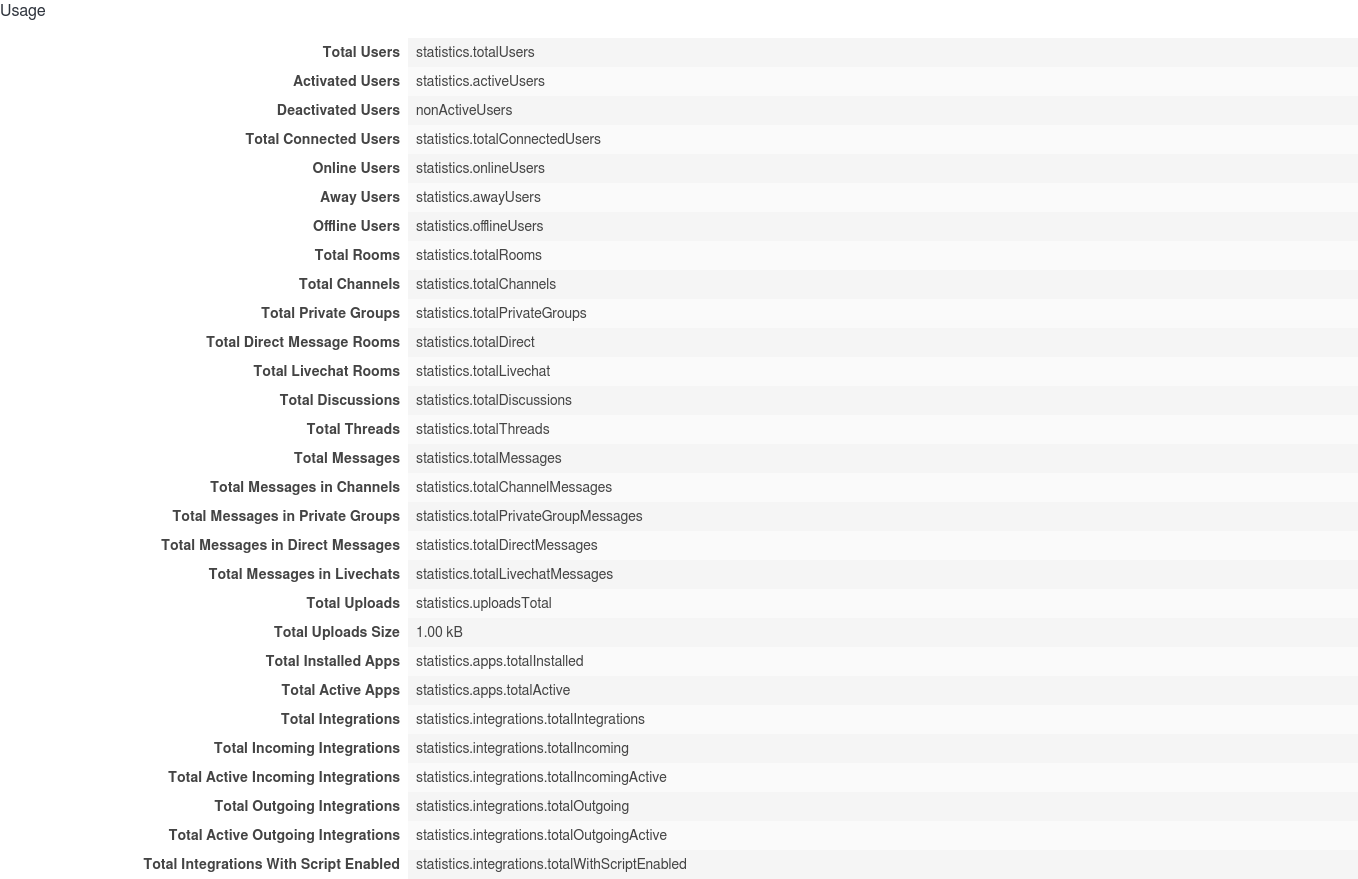 Usage
Total Users statistics.totalUsers
Activated Users statistics.activeUsers
Deactivated Users nonActiveUsers
Total Connected Users statistics.totalConnectedUsers
Online Users statistics.onlineUsers
Away Users statistics.awayUsers
Offline Users statistics.offlineUsers
Total Rooms statistics.totalRooms
Total Channels statistics.totalChannels
Total Private Groups statistics.totalPrivateGroups
Total Direct Message Rooms statistics.totalDirect
Total Livechat Rooms statistics.totalLivechat
Total Discussions statistics.totalDiscussions
Total Threads statistics.totalThreads
Total Messages statistics.totalMessages
Total Messages in Channels statistics.totalChannelMessages
Total Messages in Private Groups statistics.totalPrivateGroupMessages
Total Messages in Direct Messages statistics.totalDirectMessages
Total Messages in Livechats statistics.totalLivechatMessages
Total Uploads statistics.uploadsTotal
Total Uploads Size 1.00 kB
Total Installed Apps statistics.apps.totalInstalled
Total Active Apps statistics.apps.totalActive
Total Integrations statistics.integrations.totalIntegrations
Total Incoming Integrations statistics.integrations.totalIncoming
Total Active Incoming Integrations statistics.integrations.totalIncomingActive
Total Outgoing Integrations statistics.integrations.totalOutgoing
Total Active Outgoing Integrations statistics.integrations.totalOutgoingActive
Total Integrations With Script Enabled statistics.integrations.totalWithScriptEnabled